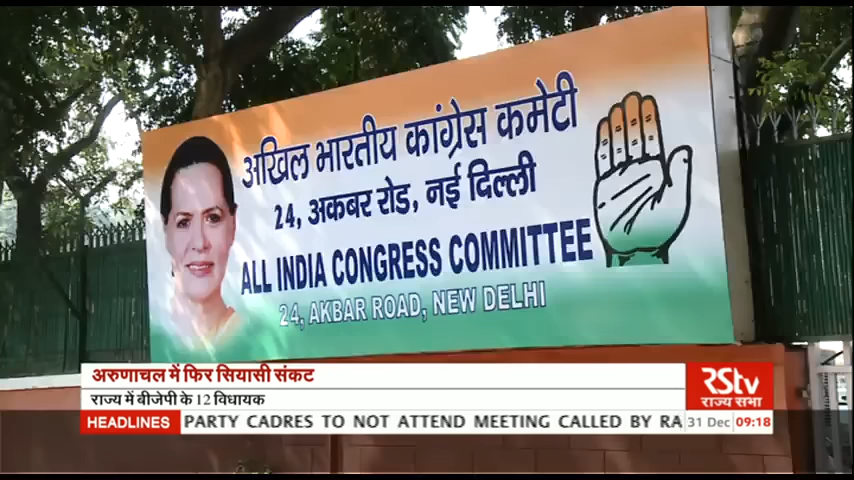 अखिल भारतीय कांग्रेस कमेटी
24, अकबर रोड, नई दिल्ली
ALL INDIA CONGRESS COMMITTEE
24, AKBAR ROAD, NEW DELHI
अरुणाचल में फिर सियासी संकट
राज्य में बीजेपी के 12 विधायक
RStv
राज्य सभा
HEADLINES PARTY CADRES TO NOT ATTEND MEETING CALLED BY RA 31 Dec 09:18